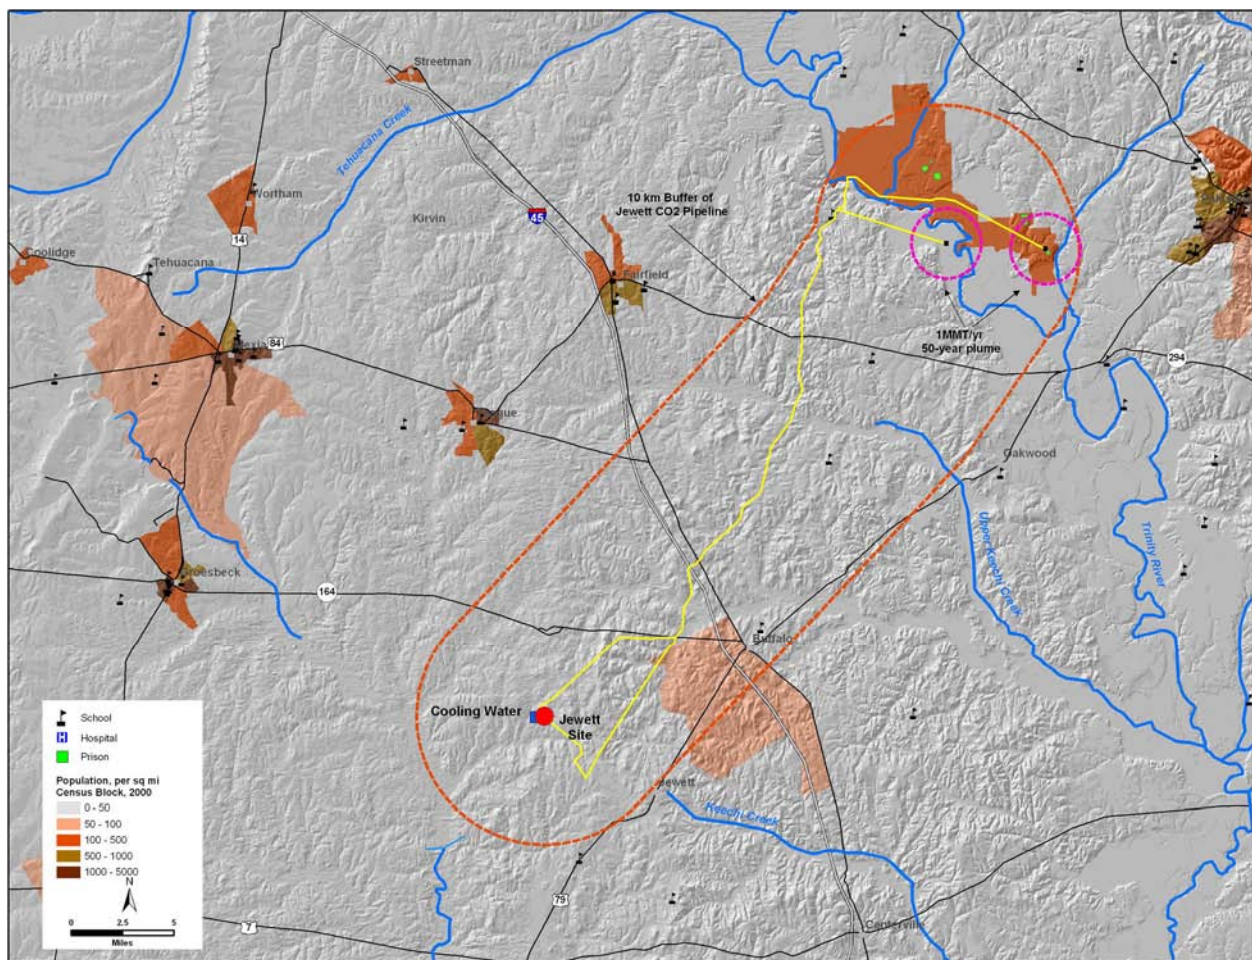 Streetman
Tehuacana Creek
Wortham
10 km Buffer of
Jewett CO2 Pipeline
Kirvin
45
14
Coolidge
Tehuacana
Fairfield
1MMT/yr
50-year plume
84
294
Oakwood
Upper Keechi Creek
Trinity River
Groesbeck
164
Buffalo
Cooling Water
Jewett
Site
Jewett
Keechi Creek
79
7
Centerville
School
H Hospital
Prison
Population, per sq mi
Census Block, 2000
0 - 50
50 - 100
100 - 500
500 - 1000
1000 - 5000
N
0 2.5 5
Miles